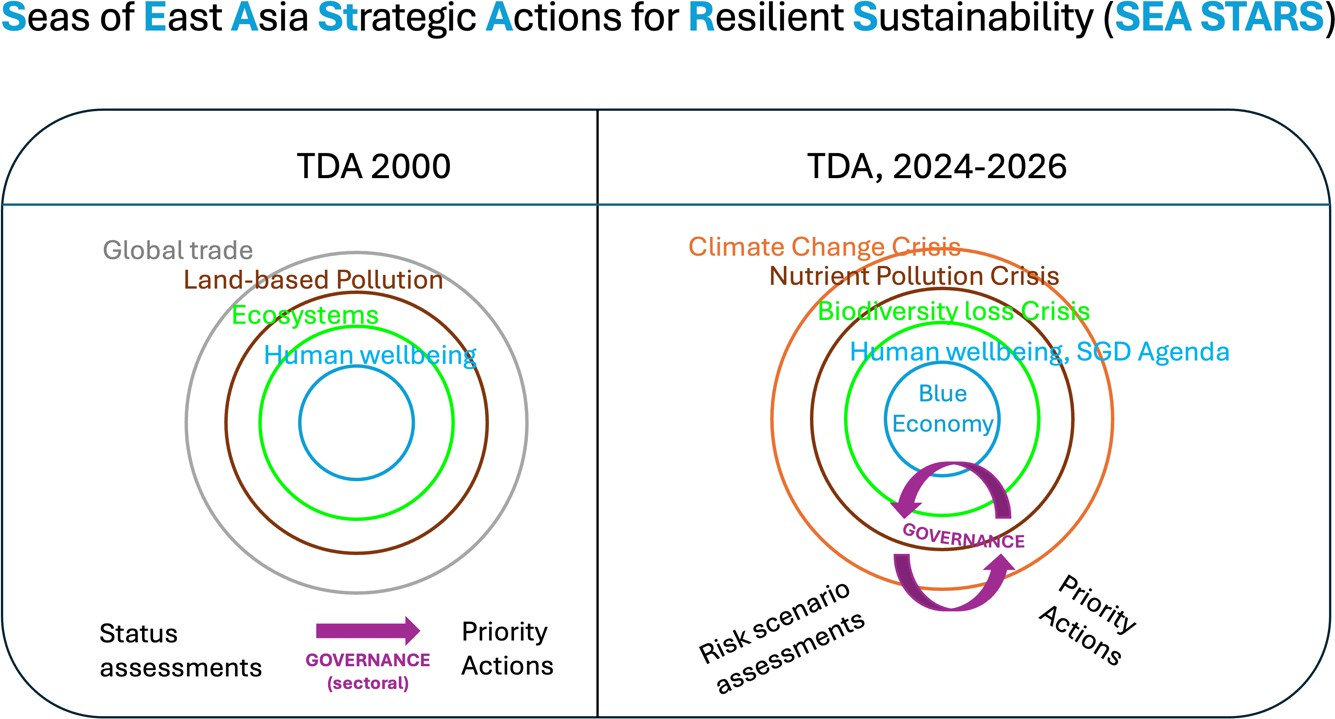 Seas of East Asia Strategic Actions for Resilient Sustainability (SEA STARS)
TDA 2000
Global trade
Land-based Pollution
Ecosystems
Human wellbeing
Status
assessments
GOVERNANCE
(sectoral)
Priority
Actions
TDA, 2024-2026
Climate Change Crisis
Nutrient Pollution Crisis
Biodiversity loss Crisis
Human wellbeing, SGD Agenda
Blue
Economy
GOVERNANCE
Risk scenario
assessments
Priority
Actions